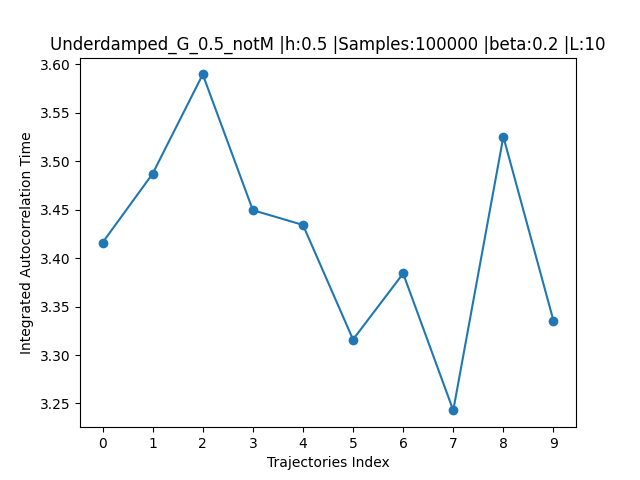 Underdamped_G_0.5_notM |h:0.5 |Samples:100000 |beta:0.2 |L:10
3.60
3.55
3.50
3.45
3.40
3.35
3.30
3.25
Integrated Autocorrelation Time
0 1 2 3 4 5 6 7 8 9
Trajectories Index